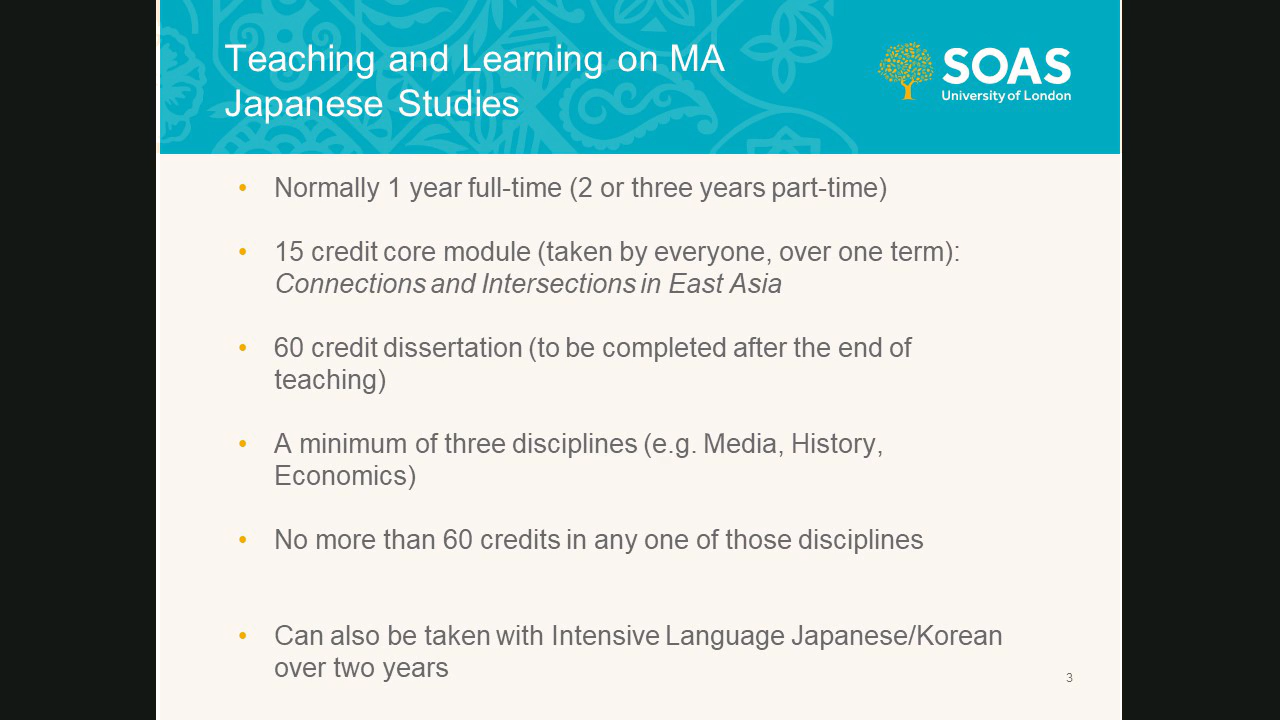 Teaching and Learning on MA
Japanese Studies
SOAS
University of London
• Normally 1 year full-time (2 or three years part-time)
• 15 credit core module (taken by everyone, over one term):
Connections and Intersections in East Asia
• 60 credit dissertation (to be completed after the end of
teaching)
• A minimum of three disciplines (e.g. Media, History,
Economics)
• No more than 60 credits in any one of those disciplines
• Can also be taken with Intensive Language Japanese/Korean
over two years
3